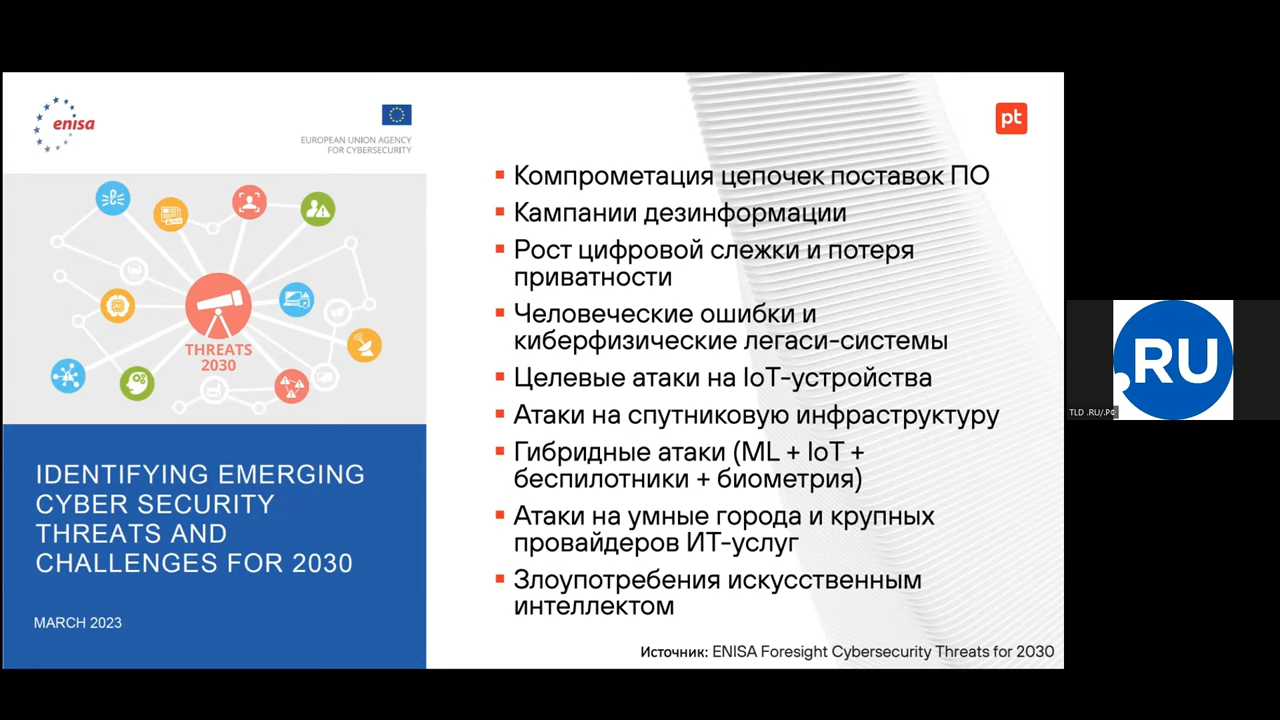 enisa
EUROPEAN UNION AGENCY
FOR CYBERSECURITY
THREATS
2030
IDENTIFYING EMERGING
CYBER SECURITY
THREATS AND
CHALLENGES FOR 2030
MARCH 2023
pt
Компрометация цепочек поставок ПО
Кампании дезинформации
Рост цифровой слежки и потеря
приватности
Человеческие ошибки и
киберфизические легаси-системы
Целевые атаки на IoT-устройства
Атаки на спутниковую инфраструктуру
Гибридные атаки (ML + IoT +
беспилотники + биометрия)
Атаки на умные города и крупных
провайдеров ИТ-услуг
Злоупотребения искусственным
интеллектом
Источник: ENISA Foresight Cybersecurity Threats for 2030
.RU
TLD .RU/.РФ